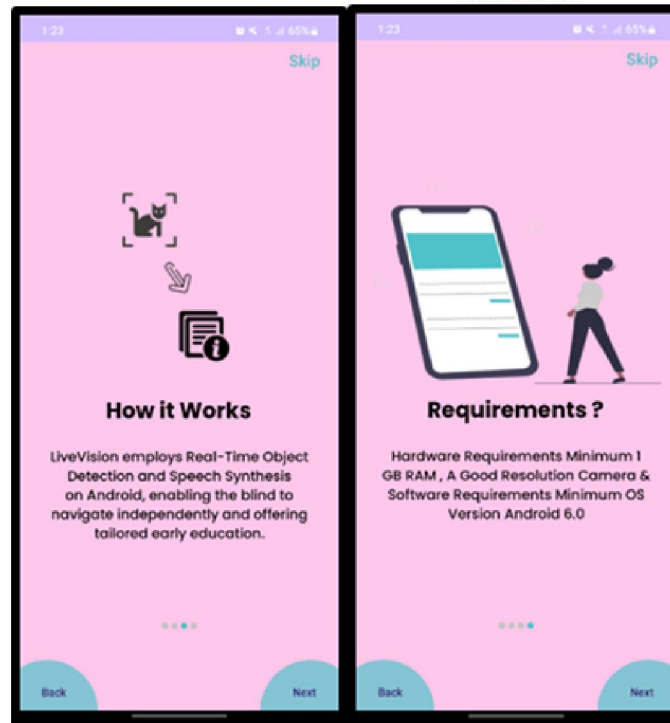 1:23
65%
Skip
How it Works
LiveVision employs Real-Time Object
Detection and Speech Synthesis
on Android, enabling the blind to
navigate independently and offering
tailored early education.
Back
Next
1:23
65%
Skip
Requirements ?
Hardware Requirements Minimum 1
GB RAM , A Good Resolution Camera &
Software Requirements Minimum OS
Version Android 6.0
Back
Next